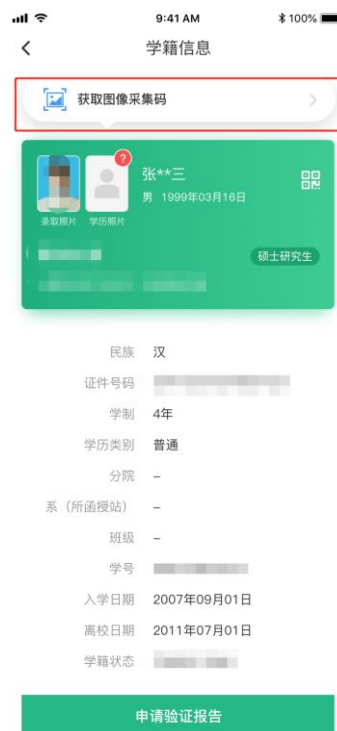 9:41 AM
100%
学籍信息
获取图像采集码
?
张**三
男 1999年03月16日
录取照片 学历照片
硕士研究生
民族 汉
证件号码
学制 4年
学历类别 普通
分院 –
系（所函授站） –
班级 –
学号
入学日期 2007年09月01日
离校日期 2011年07月01日
学籍状态
申请验证报告